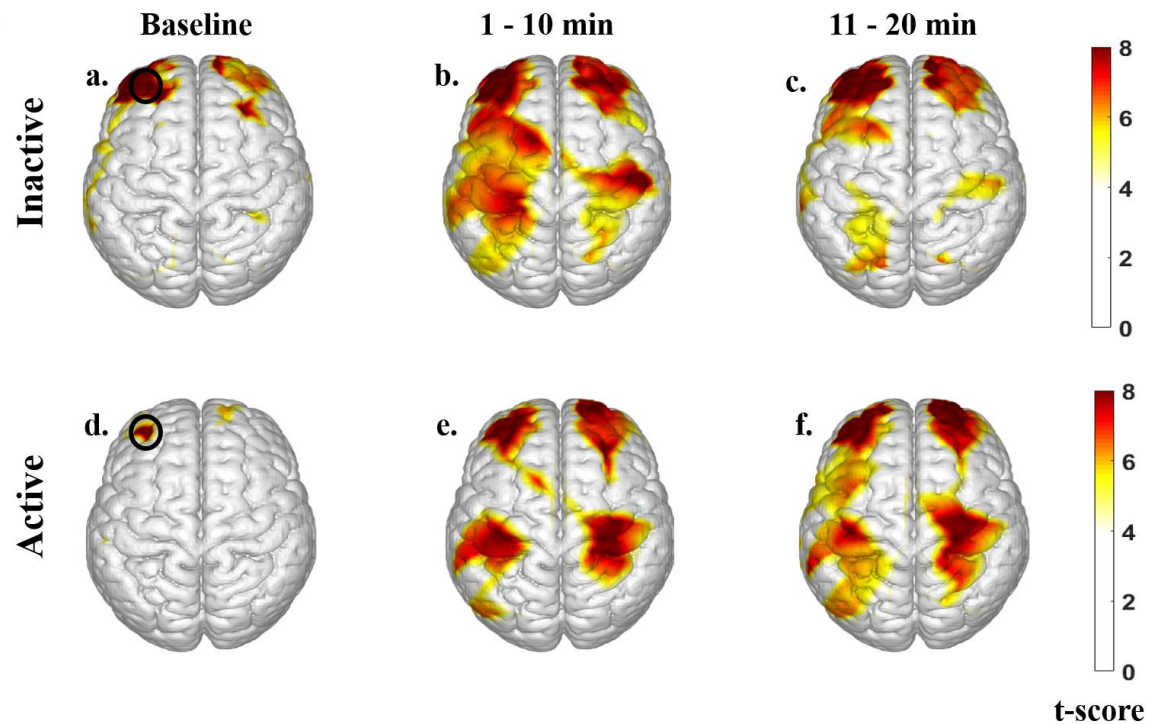 Baseline
1 - 10 min
11 - 20 min
Inactive
a.
b.
c.
8
6
4
2
0
Active
d.
e.
f.
8
6
4
2
0
t-score